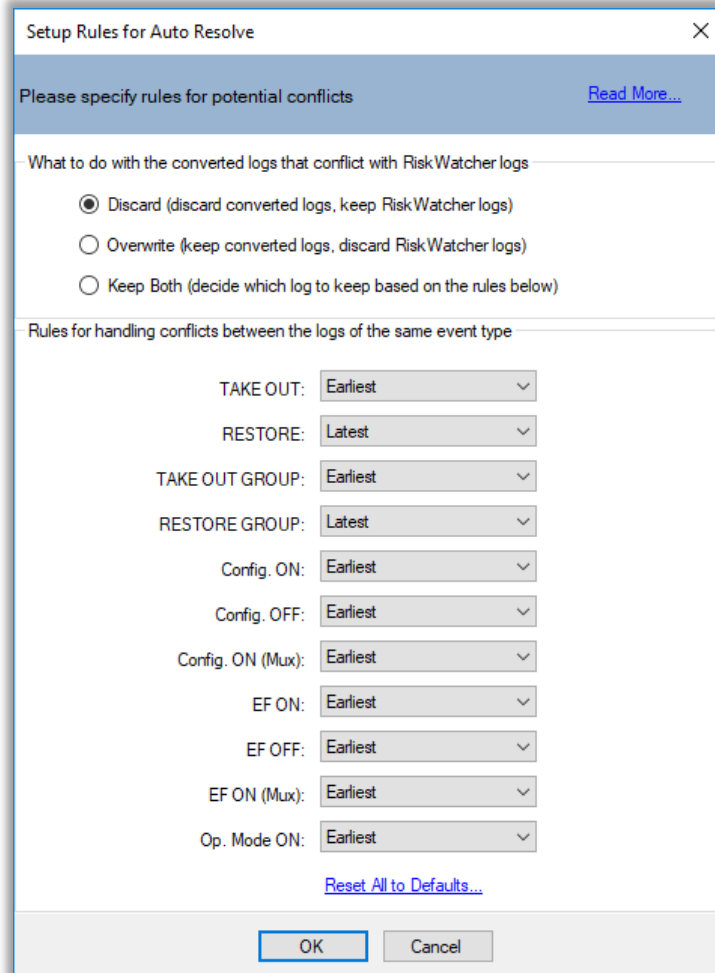 Setup Rules for Auto Resolve
Please specify rules for potential conflicts Read More...
What to do with the converted logs that conflict with RiskWatcher logs
Discard (discard converted logs, keep RiskWatcher logs)
Overwrite (keep converted logs, discard RiskWatcher logs)
Keep Both (decide which log to keep based on the rules below)
Rules for handling conflicts between the logs of the same event type
TAKE OUT: Earliest
RESTORE: Latest
TAKE OUT GROUP: Earliest
RESTORE GROUP: Latest
Config. ON: Earliest
Config. OFF: Earliest
Config. ON (Mux): Earliest
EF ON: Earliest
EF OFF: Earliest
EF ON (Mux): Earliest
Op. Mode ON: Earliest
Reset All to Defaults...
OK Cancel